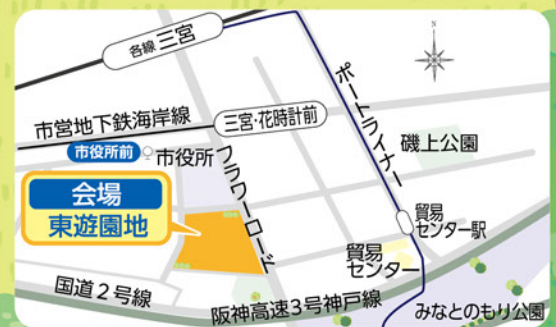 各線 三宮
N
市営地下鉄海岸線
三宮・花時計前
ポートライナー
市役所前
市役所
フラワーロード
磯上公園
会場
東遊園地
貿易
センター駅
貿易
センター
国道2号線
阪神高速3号神戸線
みなとのもり公園